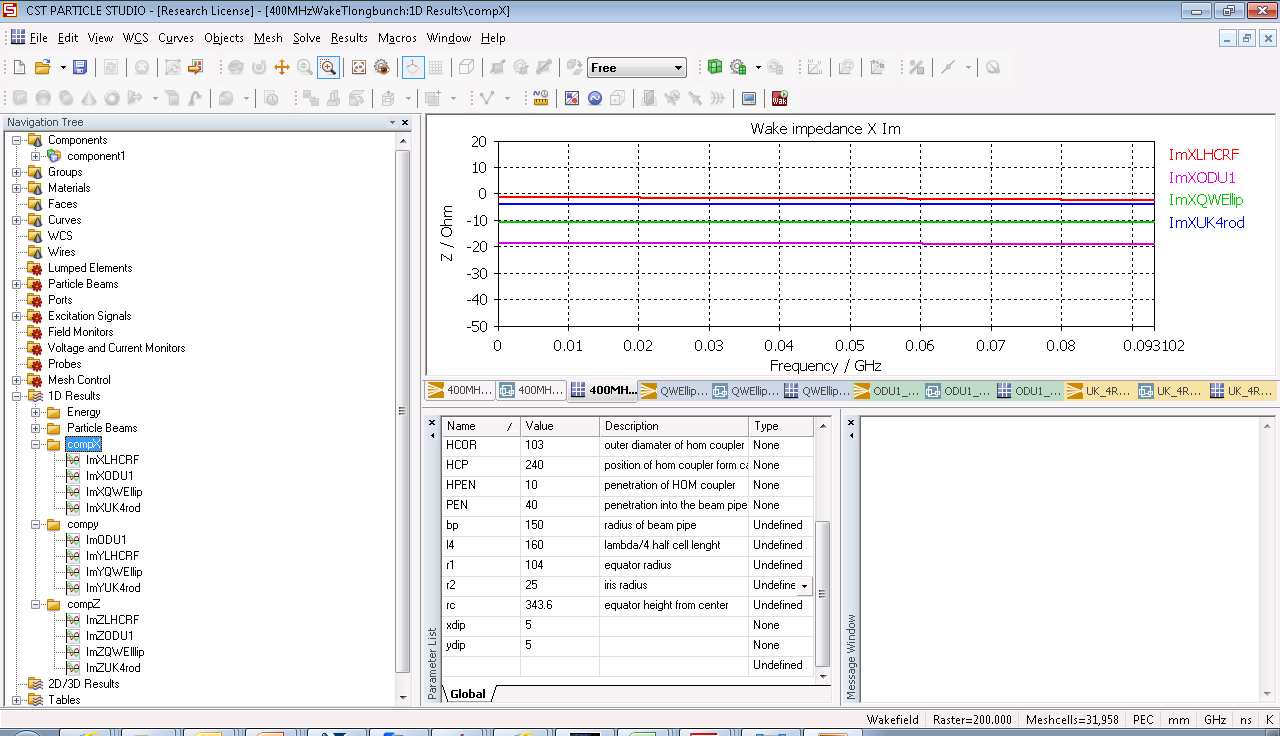 CST PARTICLE STUDIO - [Research License] - [400MHzWakeTlongbunch:1D Results\compX]
File Edit View WCS Curves Objects Mesh Solve Results Macros Window Help
Free
Wak
Navigation Tree
Components
component1
Groups
Materials
Faces
Curves
WCS
Wires
Lumped Elements
Particle Beams
Ports
Excitation Signals
Field Monitors
Voltage and Current Monitors
Probes
Mesh Control
1D Results
Energy
Particle Beams
compX
ImXLHCRF
ImXODU1
ImXQWEllip
ImXUK4rod
compy
ImODU1
ImYLHCRF
ImYQWEllip
ImYUK4rod
compZ
ImZLHCRF
ImZODU1
ImZQWEllip
ImZUK4rod
2D/3D Results
Tables
Wake impedance X Im
20
10
0
-10
-20
-30
-40
-50
Z / Ohm
0 0.01 0.02 0.03 0.04 0.05 0.06 0.07 0.08 0.093102
Frequency / GHz
ImXLHCRF
ImXODU1
ImXQWEllip
ImXUK4rod
400MH... 400MH... 400MH... QWEllip... QWEllip... QWEllip... ODU1_... ODU1_... ODU1_... UK_4R... UK_4R... UK_4R...
Name / Value Description Type
HCOR 103 outer diamater of hom coupler None
HCP 240 position of hom coupler form ca None
HPEN 10 penetration of HOM coupler None
PEN 40 penetration into the beam pipe None
bp 150 radius of beam pipe Undefined
l4 160 lambda/4 half cell lenght Undefined
r1 104 equator radius Undefined
r2 25 iris radius Undefine
rc 343.6 equator height from center Undefined
xdip 5 None
ydip 5 None
Undefined
Global
Parameter List
Message Window
Wakefield Raster=200.000 Meshcells=31,958 PEC mm GHz ns K